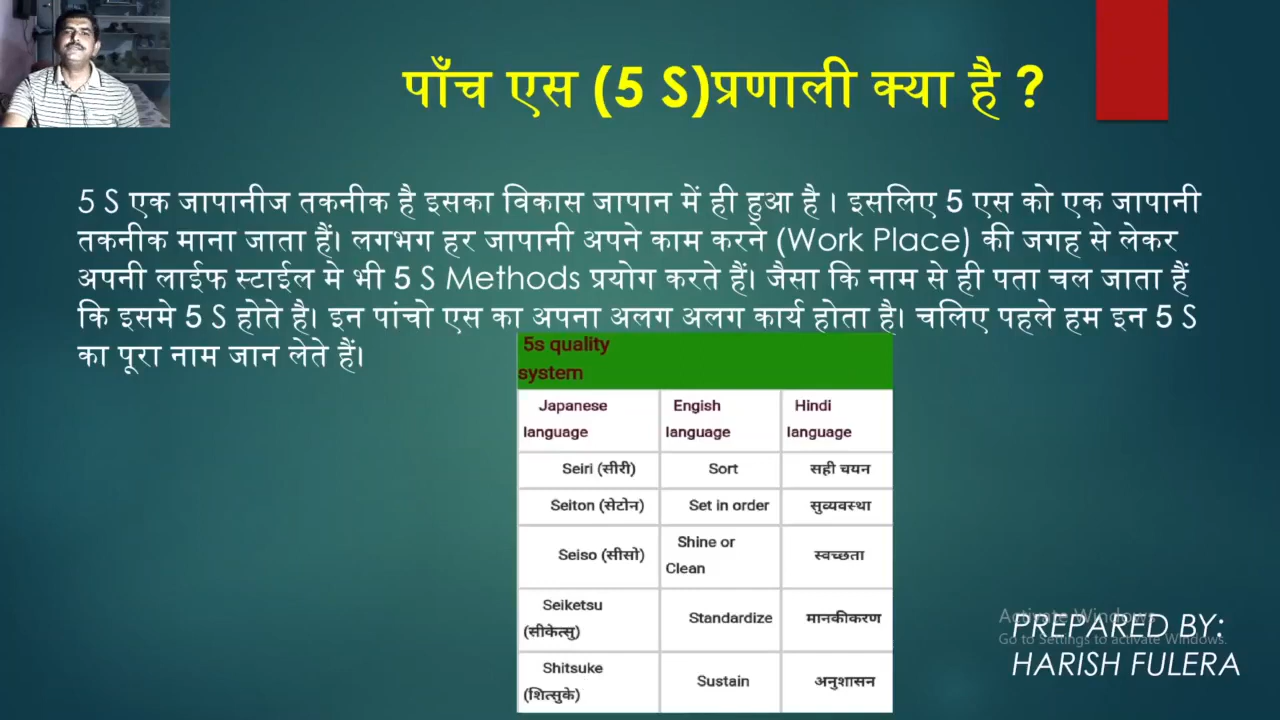 पाँच एस (5 S)प्रणाली क्या है ?
5 S एक जापानीज तकनीक है इसका विकास जापान में ही हुआ है । इसलिए 5 एस को एक जापानी
तकनीक माना जाता हैं। लगभग हर जापानी अपने काम करने (Work Place) की जगह से लेकर
अपनी लाईफ स्टाईल मे भी 5 S Methods प्रयोग करते हैं। जैसा कि नाम से ही पता चल जाता हैं
कि इसमे 5 S होते है। इन पांचो एस का अपना अलग अलग कार्य होता है। चलिए पहले हम इन 5 S
का पूरा नाम जान लेते हैं।
5s quality
system
Japanese language Engish language Hindi language
Seiri (सीरी) Sort सही चयन
Seiton (सेटोन) Set in order सुव्यवस्था
Seiso (सीसो) Shine or Clean स्वच्छता
Seiketsu (सीकेत्सु) Standardize मानकीकरण
Shitsuke (शित्सुके) Sustain अनुशासन
Activate Windows
Go to Settings to activate Windows.
PREPARED BY:
HARISH FULERA